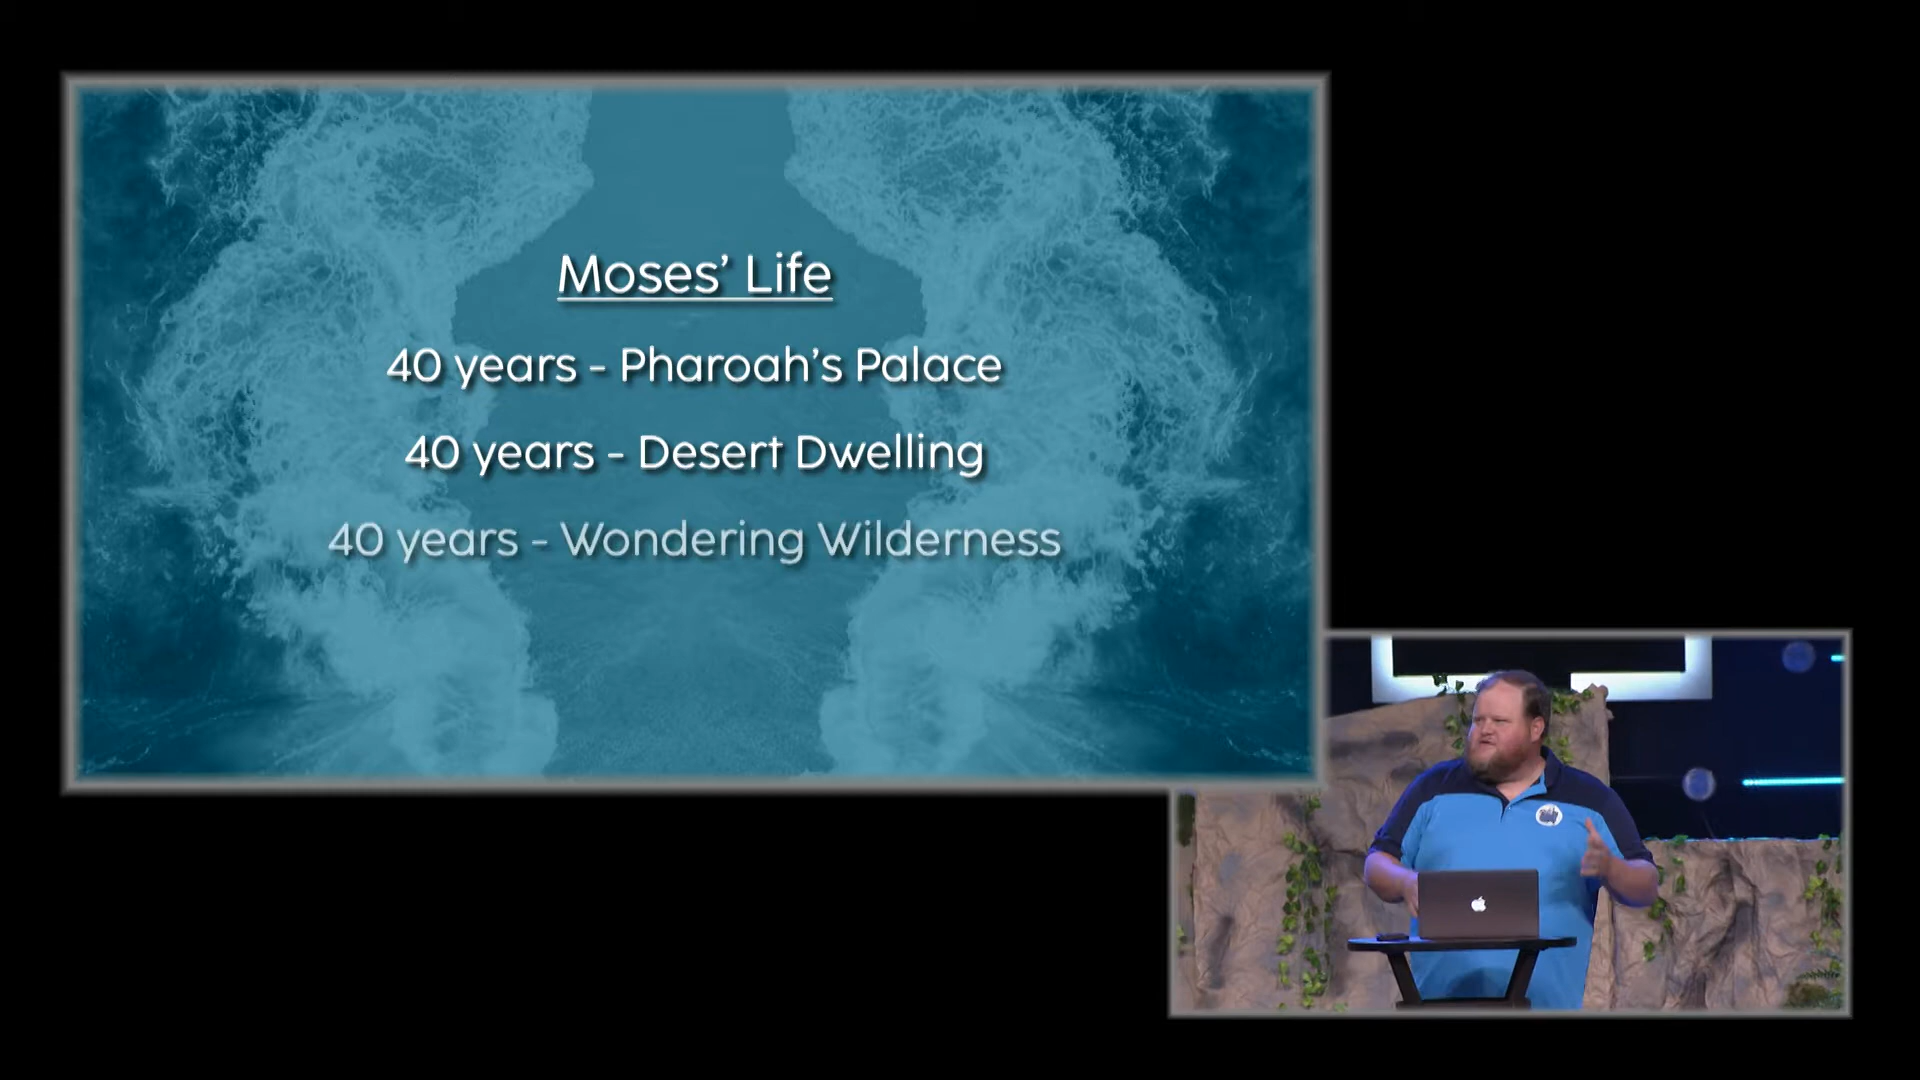 Moses’ Life
40 years - Pharoah’s Palace
40 years - Desert Dwelling
40 years - Wondering Wilderness